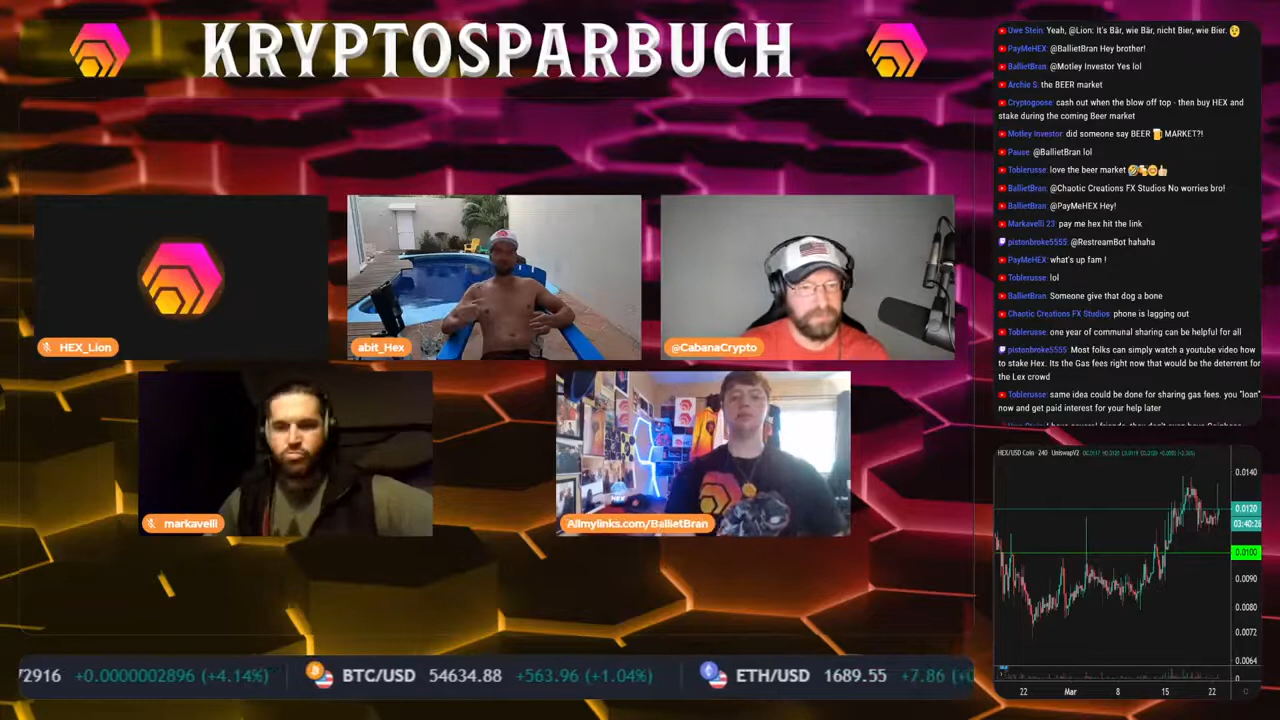 KRYPTOSPARBUCH
HEX_Lion
abit_Hex
@CabanaCrypto
markavelli
Allmylinks.com/BallietBran
Uwe Stein: Yeah, @Lion: It's Bär, wie Bär, nicht Bier, wie Bier. 
PayMeHEX: @BallietBran Hey brother!
BallietBran: @Motley Investor Yes lol
Archie S: the BEER market
Cryptogoose: cash out when the blow off top - then buy HEX and
stake during the coming Beer market
Motley Investor: did someone say BEER 🍺 MARKET?!
Pause: @BallietBran lol
Toblerusse: love the beer market
BallietBran: @Chaotic Creations FX Studios No worries bro!
BallietBran: @PayMeHEX Hey!
Markavelli 23: pay me hex hit the link
pistonbroke5555: @RestreamBot hahaha
PayMeHEX: what's up fam !
Toblerusse: lol
BallietBran: Someone give that dog a bone
Chaotic Creations FX Studios: phone is lagging out
Toblerusse: one year of communal sharing can be helpful for all
pistonbroke5555: Most folks can simply watch a youtube video how
to stake Hex. Its the Gas fees right now that would be the deterrent for
the Lex crowd
Toblerusse: same idea could be done for sharing gas fees. you "loan"
now and get paid interest for your help later
HEX/USD Coin · 240 UniswapV2
0.0140
0.0120
03:40:26
0.0100
0.0090
0.0080
0.0072
0.0064
0
22 Mar 8 15 22
72916 +0.0000002896 (+4.14%) BTC/USD 54634.88 +563.96 (+1.04%) ETH/USD 1689.55 +7.86